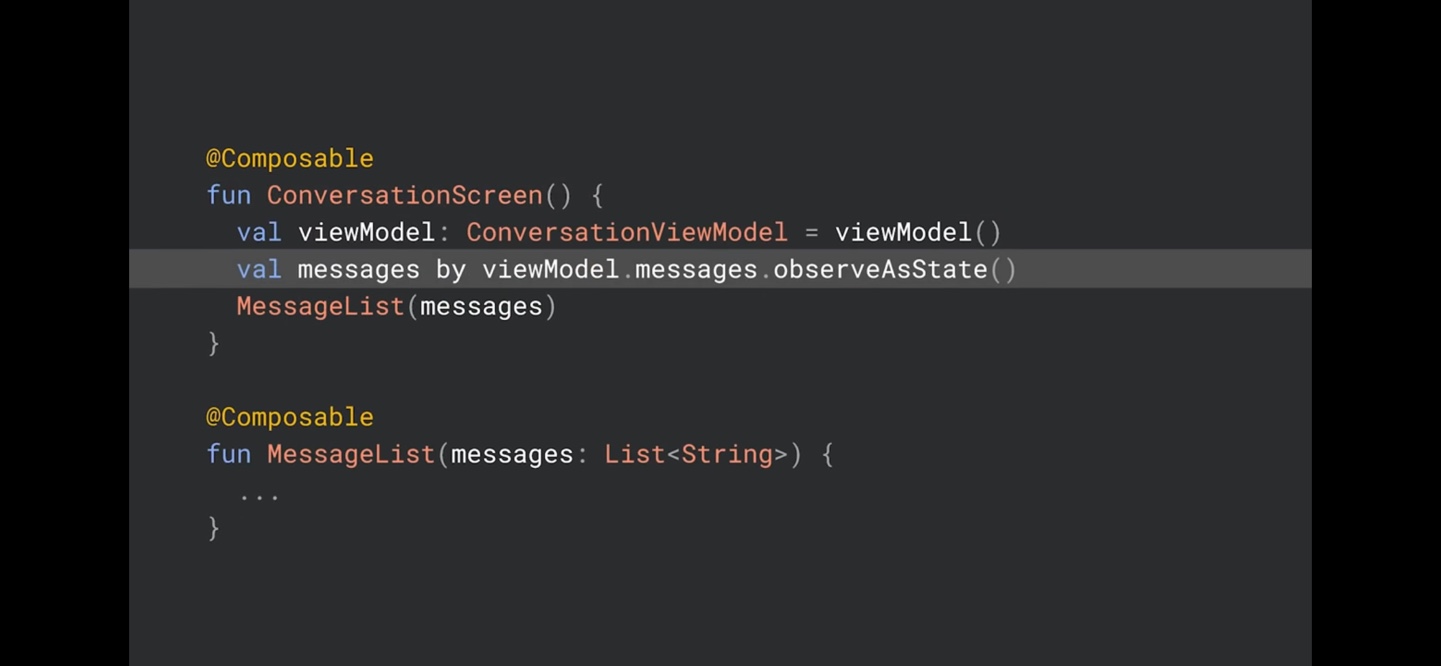 @Composable
fun ConversationScreen() {
  val viewModel: ConversationViewModel = viewModel()
  val messages by viewModel.messages.observeAsState()
  MessageList(messages)
}

@Composable
fun MessageList(messages: List<String>) {
  ...
}